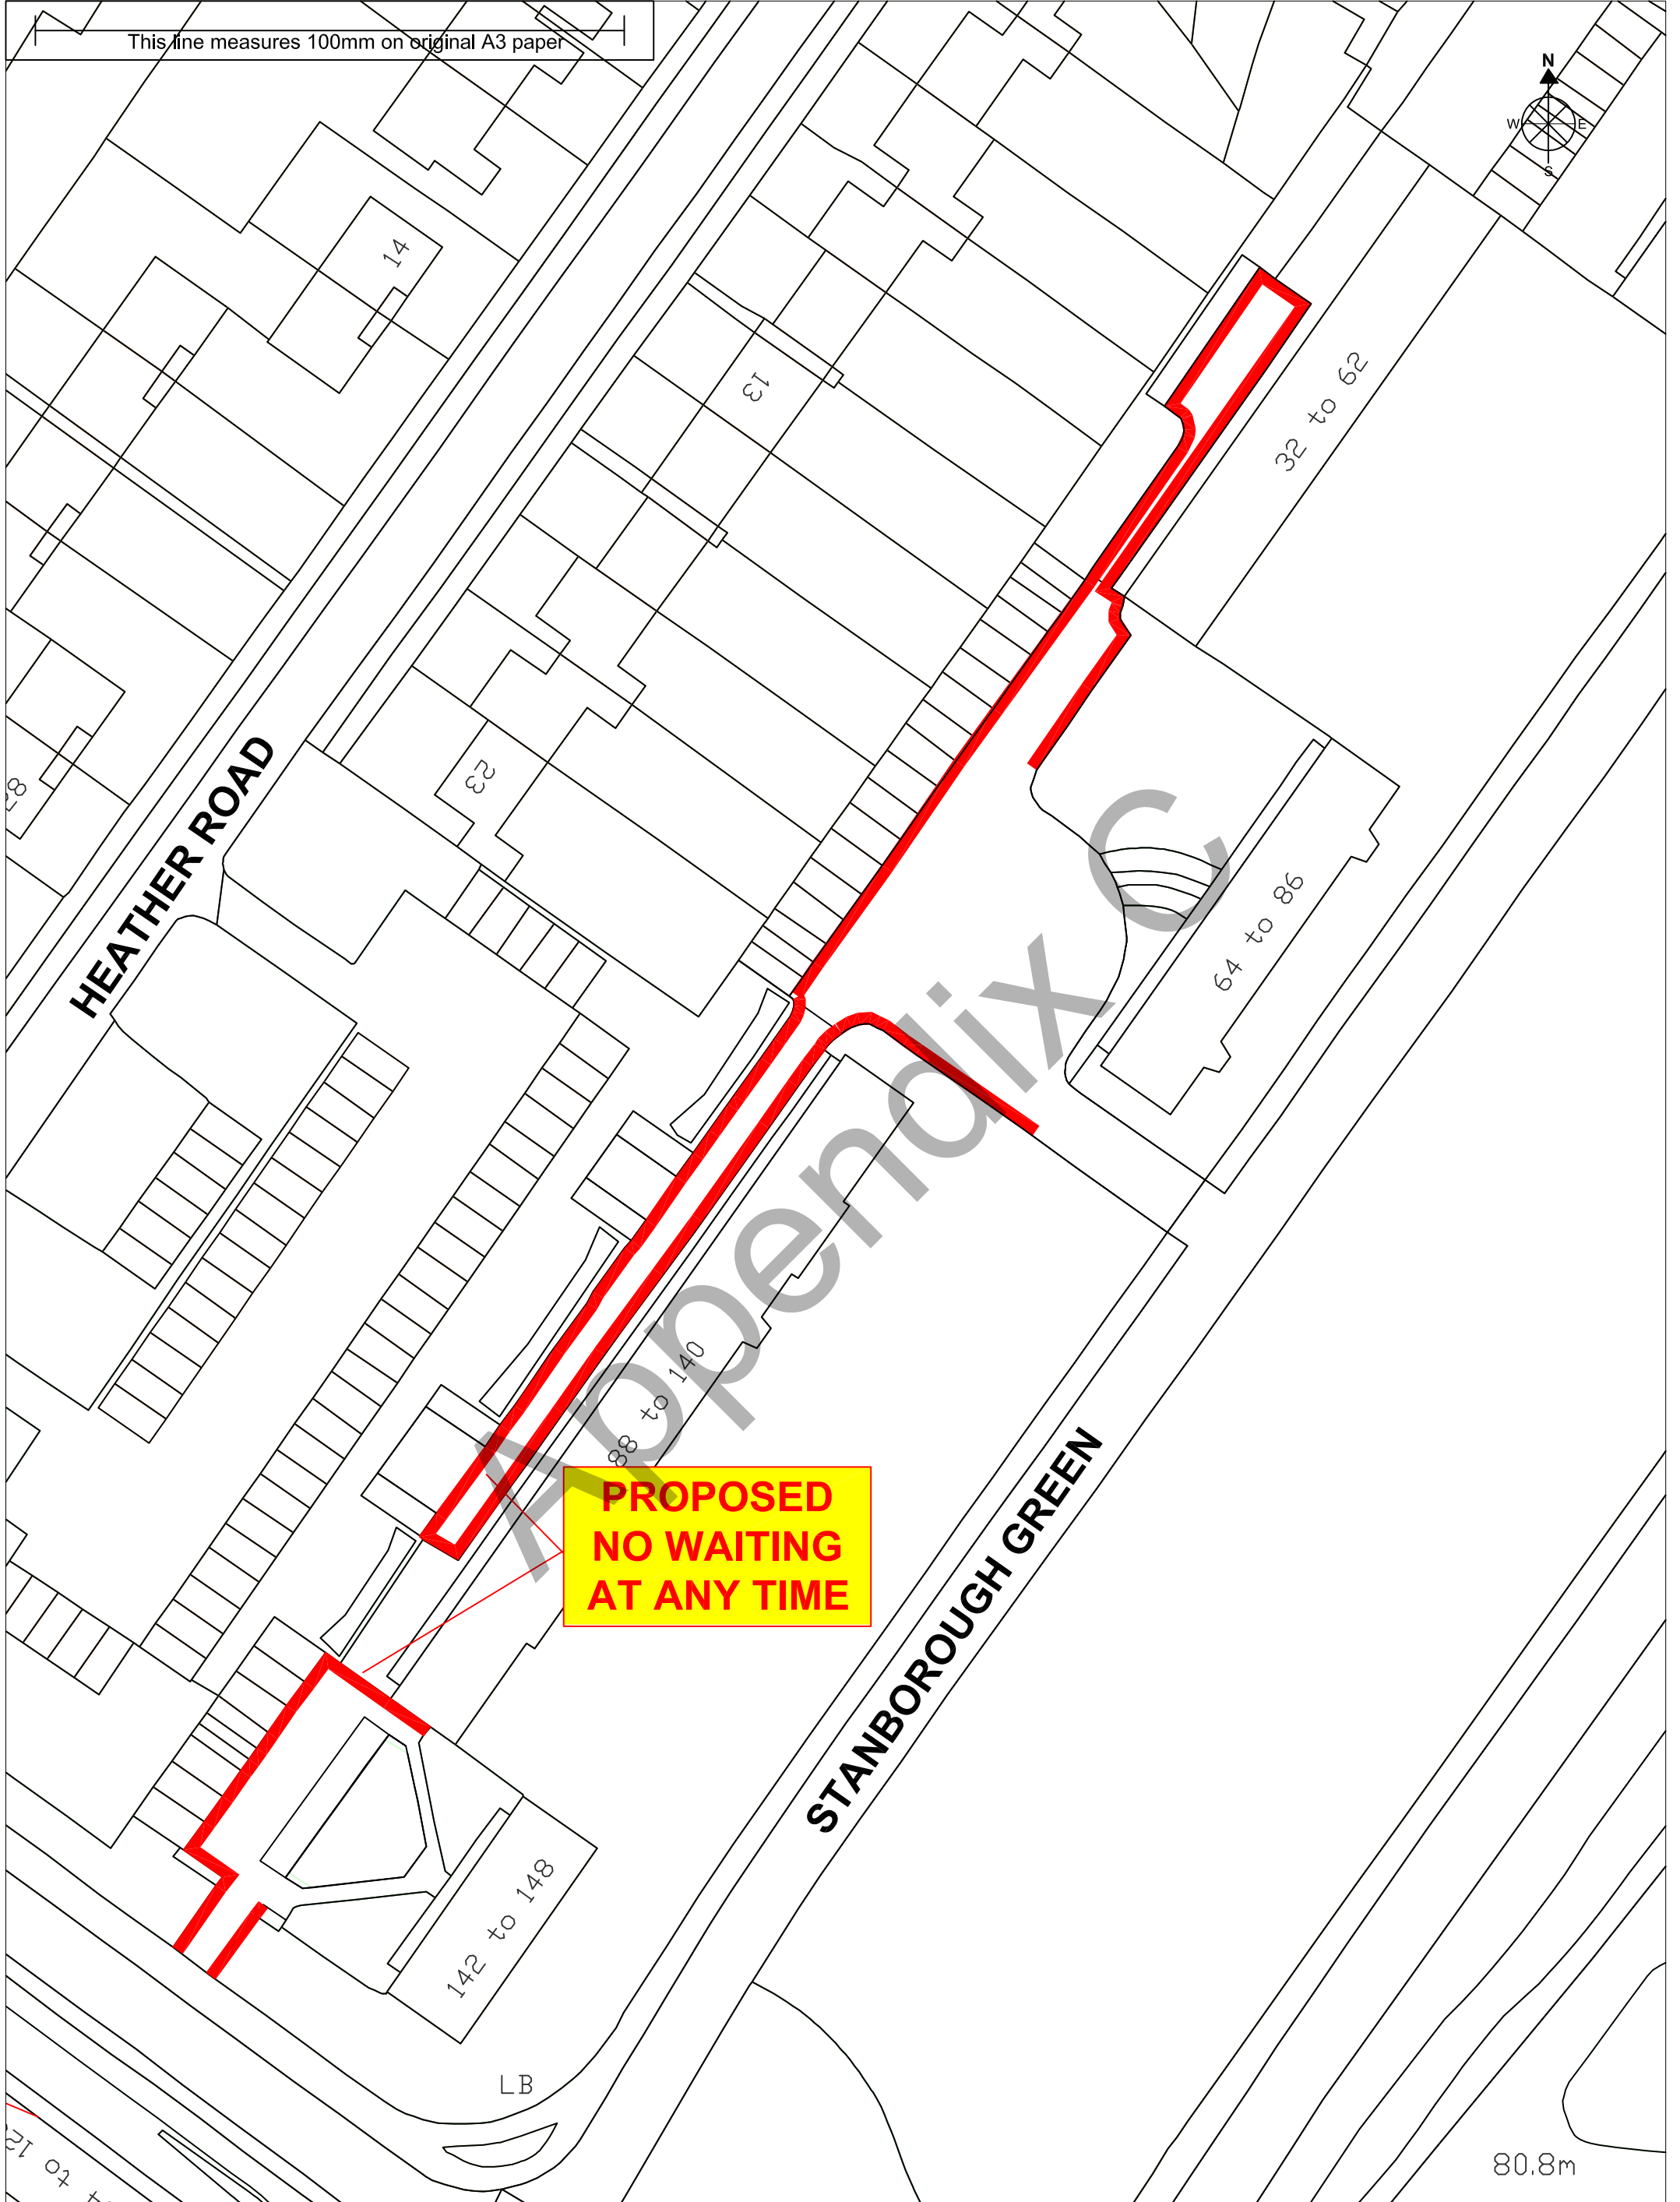 This line measures 100mm on original A3 paper
N
W E
S
14
13
32 to 62
23
HEATHER ROAD
64 to 86
Appendix C
88 to 140
PROPOSED
NO WAITING
AT ANY TIME
STANBOROUGH GREEN
142 to 148
LB
80.8m